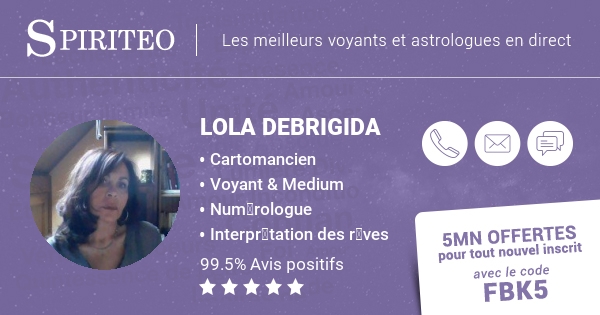 SPIRITEO
Les meilleurs voyants et astrologues en direct
LOLA DEBRIGIDA
• Cartomancien
• Voyant & Medium
• Num▯rologue
• Interpr▯tation des r▯ves
99.5% Avis positifs
5MN OFFERTES
pour tout nouvel inscrit
avec le code
FBK5